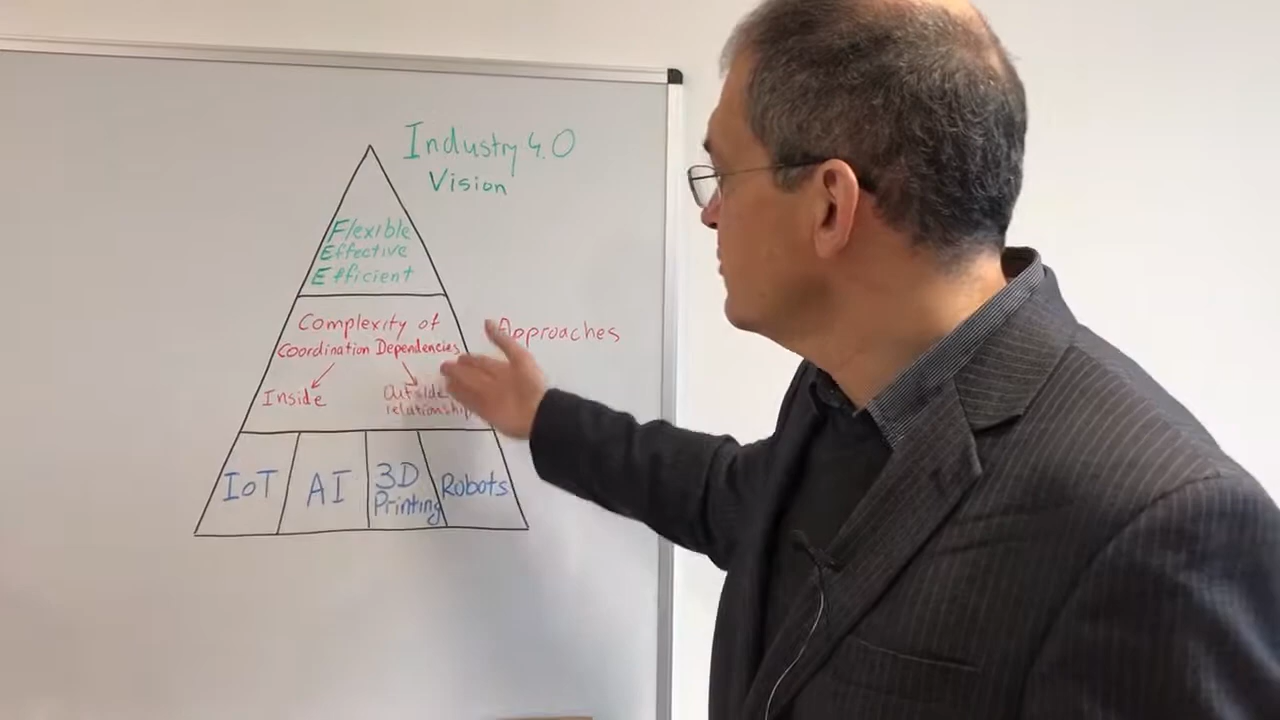 Industry 4.0
Vision
Flexible
Effective
Efficient
Complexity of
Coordination Dependencies
Approaches
Inside
Outside
relationship
IoT
AI
3D
Printing
Robots